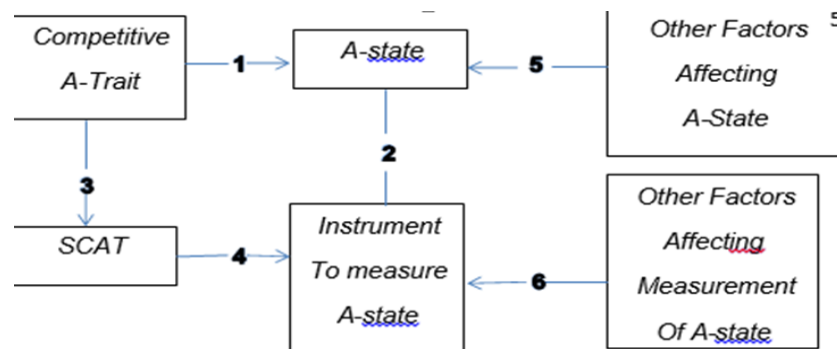 Competitive
A-Trait
1
A-state
5
Other Factors
Affecting
A-State
5
2
3
SCAT
4
Instrument
To measure
A-state
6
Other Factors
Affecting
Measurement
Of A-state